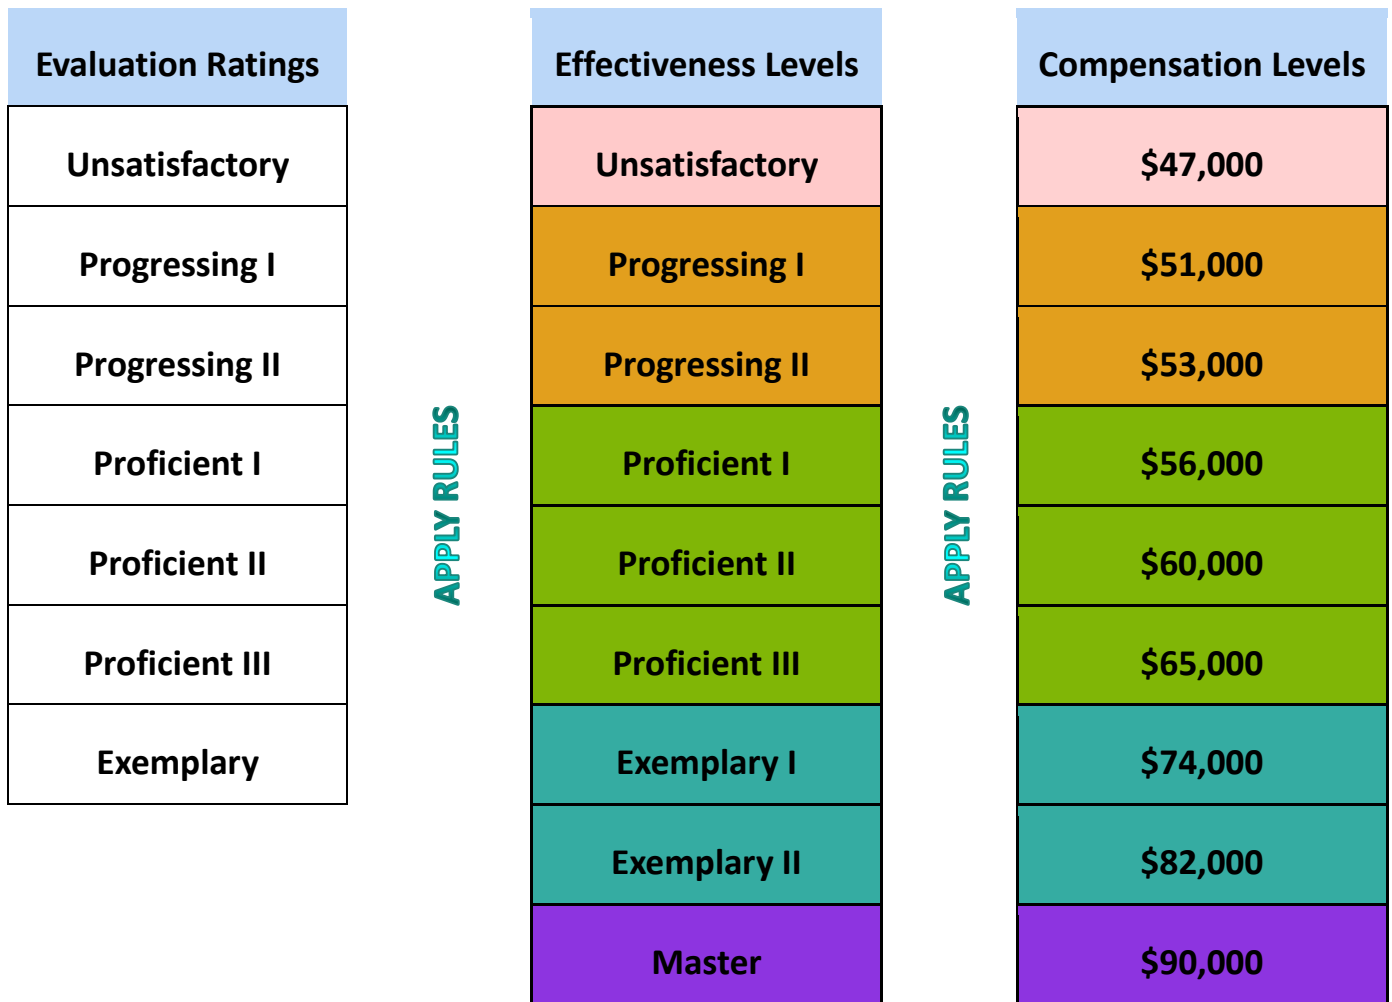 Evaluation Ratings
Unsatisfactory
Progressing I
Progressing II
Proficient I
Proficient II
Proficient III
Exemplary
APPLY RULES
Effectiveness Levels
Unsatisfactory
Progressing I
Progressing II
Proficient I
Proficient II
Proficient III
Exemplary I
Exemplary II
Master
APPLY RULES
Compensation Levels
$47,000
$51,000
$53,000
$56,000
$60,000
$65,000
$74,000
$82,000
$90,000